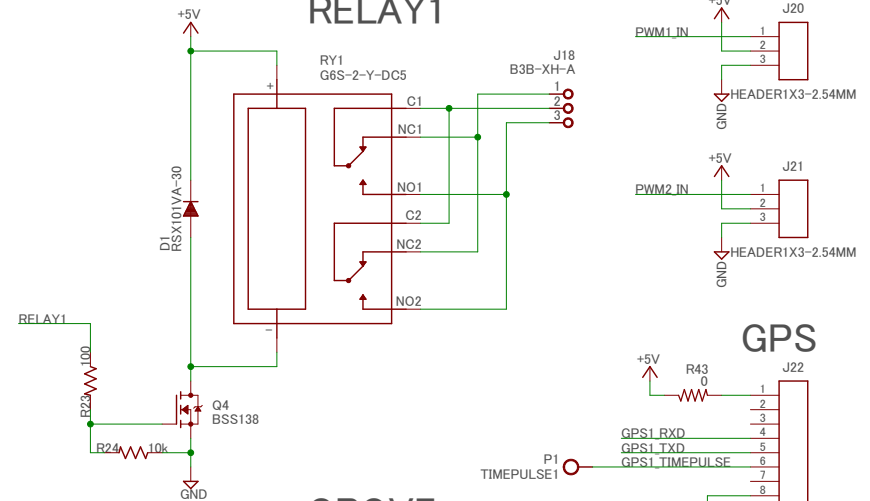 RELAY1
+5V
RY1
G6S-2-Y-DC5
J18
B3B-XH-A
1
2
3
+
C1
NC1
NO1
C2
NC2
NO2
-
D1
RSX101VA-30
RELAY1
100
R23
R24
10k
Q4
BSS138
GND
+5V
J20
PWM1_IN
1
2
3
HEADER1X3-2.54MM
GND
+5V
J21
PWM2_IN
1
2
3
HEADER1X3-2.54MM
GND
GPS
+5V
R43
0
J22
1
2
3
4
5
6
7
8
GPS1_RXD
GPS1_TXD
GPS1_TIMEPULSE
P1
TIMEPULSE1